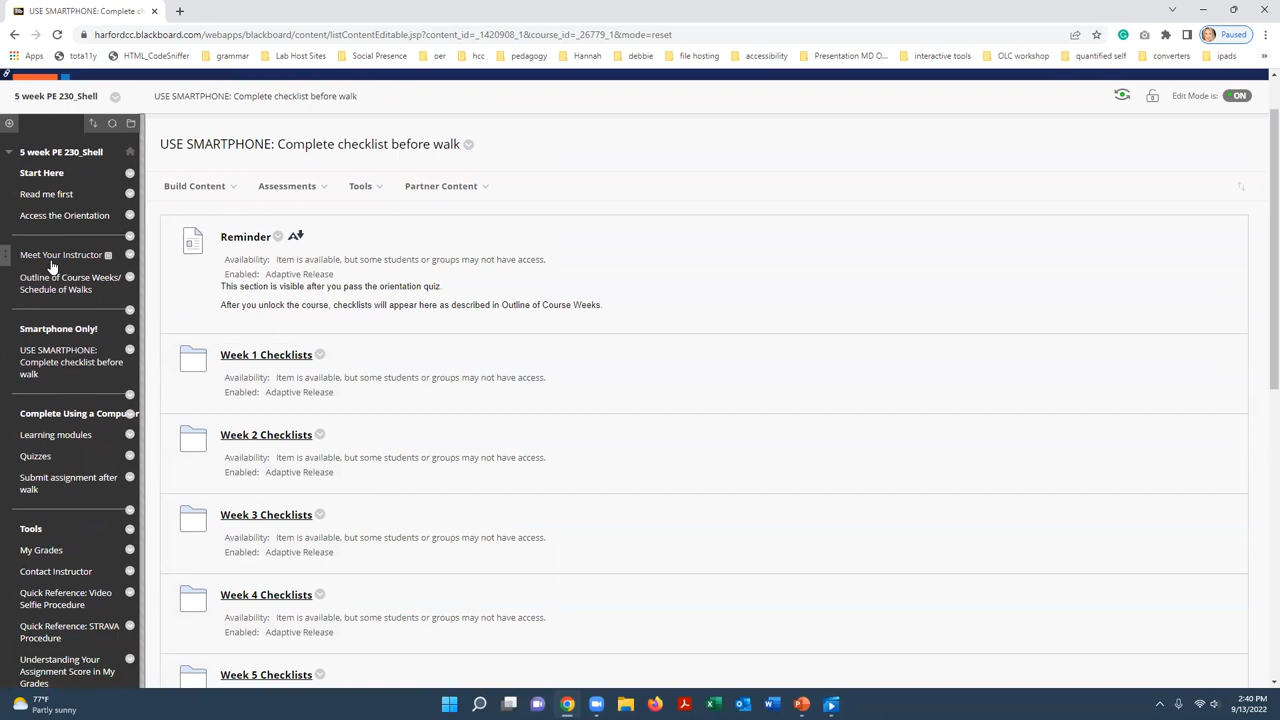 5 week PE 230_Shell - USE SMARTPHONE: Complete ch
harfordcc.blackboard.com/webapps/blackboard/content/listContentEditable.jsp?content_id=_1420908_1&course_id=_26779_1&mode=reset
Paused
Apps tota11y HTML_CodeSniffer grammar Lab Host Sites Social Presence oer hcc pedagogy Hannah debbie file hosting accessibility Presentation MD O... interactive tools OLC workshop quantified self converters ipads
5 week PE 230_Shell
USE SMARTPHONE: Complete checklist before walk
Edit Mode is: ON
5 week PE 230_Shell
Start Here
Read me first
Access the Orientation
Meet Your Instructor
Outline of Course Weeks/
Schedule of Walks
Smartphone Only!
USE SMARTPHONE:
Complete checklist before
walk
Complete Using a Computer
Learning modules
Quizzes
Submit assignment after
walk
Tools
My Grades
Contact Instructor
Quick Reference: Video
Selfie Procedure
Quick Reference: STRAVA
Procedure
Understanding Your
Assignment Score in My
Grades
USE SMARTPHONE: Complete checklist before walk
Build Content Assessments Tools Partner Content
Reminder
Availability: Item is available, but some students or groups may not have access.
Enabled: Adaptive Release
This section is visible after you pass the orientation quiz.
After you unlock the course, checklists will appear here as described in Outline of Course Weeks.
Week 1 Checklists
Availability: Item is available, but some students or groups may not have access.
Enabled: Adaptive Release
Week 2 Checklists
Availability: Item is available, but some students or groups may not have access.
Enabled: Adaptive Release
Week 3 Checklists
Availability: Item is available, but some students or groups may not have access.
Enabled: Adaptive Release
Week 4 Checklists
Availability: Item is available, but some students or groups may not have access.
Enabled: Adaptive Release
Week 5 Checklists
77°F
Partly sunny
2:40 PM
9/13/2022